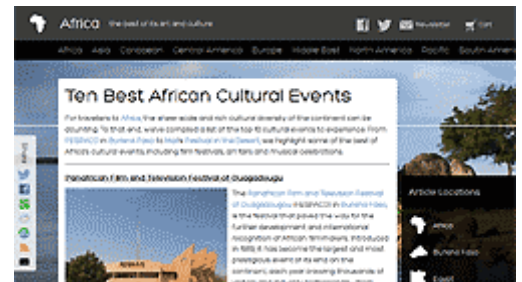 Africa the best of its art and culture
Newsletter
Cart
Africa Asia Caribbean Central America Europe Middle East North America Pacific South Ameri
Share
Ten Best African Cultural Events
For travellers to Africa, the sheer scale and rich cultural diversity of the continent can be
daunting. To that end, we've compiled a list of the top 10 cultural events to experience. From
FESPACO in Burkina Faso to Mali's Festival in the Desert, we highlight some of the best of
Africa's cultural events, including film festivals, art fairs and musical celebrations.
Panafrican Film and Television Festival of Ouagadougu
The Panafrican Film and Television Festival
of Ouagadougou (FESPACO) in Burkina Faso,
is the festival that paved the way for the
further development and international
recognition of African filmmakers. Introduced
in 1969, it has become the largest and most
prestigious event of its kind on the
continent, each year drawing thousands of
Article Locations
Africa
Burkina Faso
Egypt